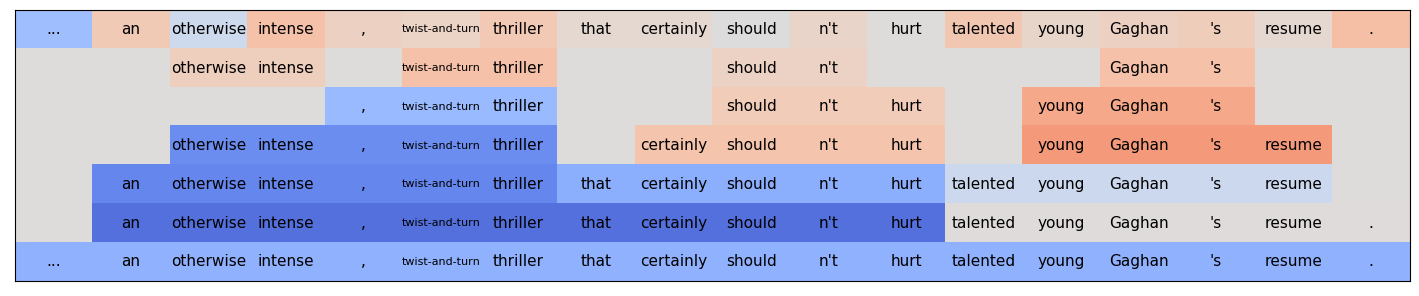 ... an otherwise intense , twist-and-turn thriller that certainly should n't hurt talented young Gaghan 's resume .
otherwise intense twist-and-turn thriller should n't Gaghan 's
, twist-and-turn thriller should n't hurt young Gaghan 's
otherwise intense , twist-and-turn thriller certainly should n't hurt young Gaghan 's resume
an otherwise intense , twist-and-turn thriller that certainly should n't hurt talented young Gaghan 's resume
an otherwise intense , twist-and-turn thriller that certainly should n't hurt talented young Gaghan 's resume .
... an otherwise intense , twist-and-turn thriller that certainly should n't hurt talented young Gaghan 's resume .